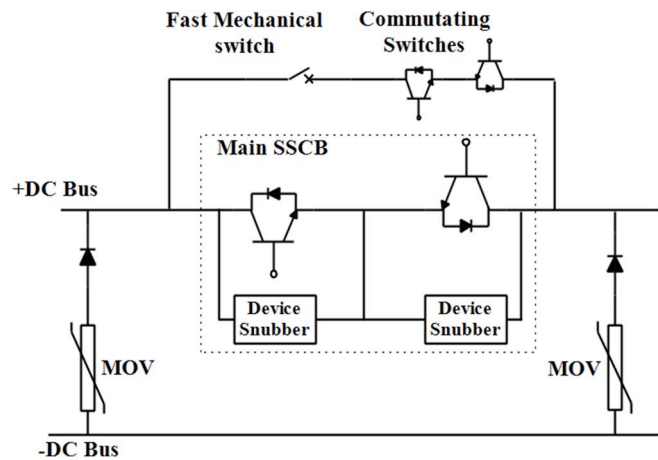 Fast Mechanical
switch
Commutating
Switches
Main SSCB
+DC Bus
Device
Snubber
Device
Snubber
MOV
MOV
-DC Bus